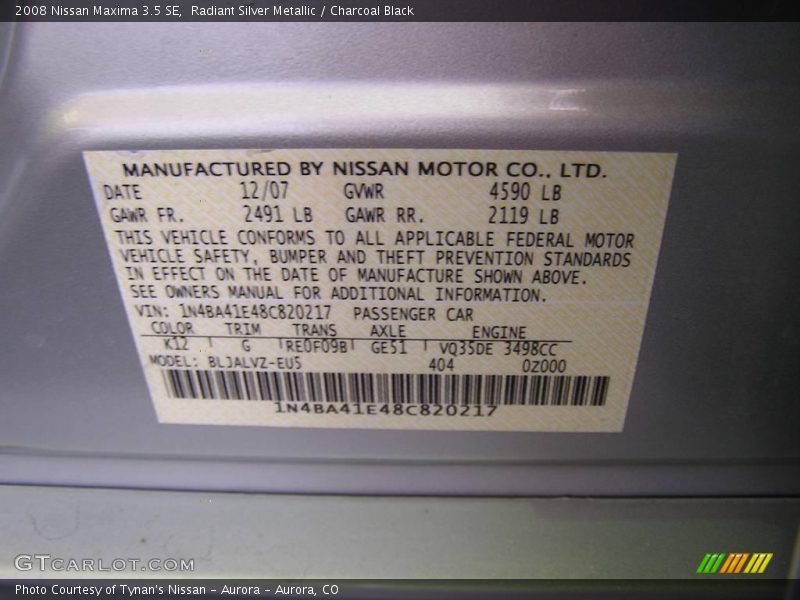 2008 Nissan Maxima 3.5 SE, Radiant Silver Metallic / Charcoal Black
MANUFACTURED BY NISSAN MOTOR CO., LTD.
DATE 12/07 GVWR 4590 LB
GAWR FR. 2491 LB GAWR RR. 2119 LB
THIS VEHICLE CONFORMS TO ALL APPLICABLE FEDERAL MOTOR
VEHICLE SAFETY, BUMPER AND THEFT PREVENTION STANDARDS
IN EFFECT ON THE DATE OF MANUFACTURE SHOWN ABOVE.
SEE OWNERS MANUAL FOR ADDITIONAL INFORMATION.
VIN: 1N4BA41E48C820217 PASSENGER CAR
COLOR TRIM TRANS AXLE ENGINE
K12 G RE0F09B GE51 VQ35DE 3498CC
MODEL: BLJALVZ-EU5 404 0Z000
1N4BA41E48C820217
GTCarLot.com
Photo Courtesy of Tynan's Nissan - Aurora - Aurora, CO